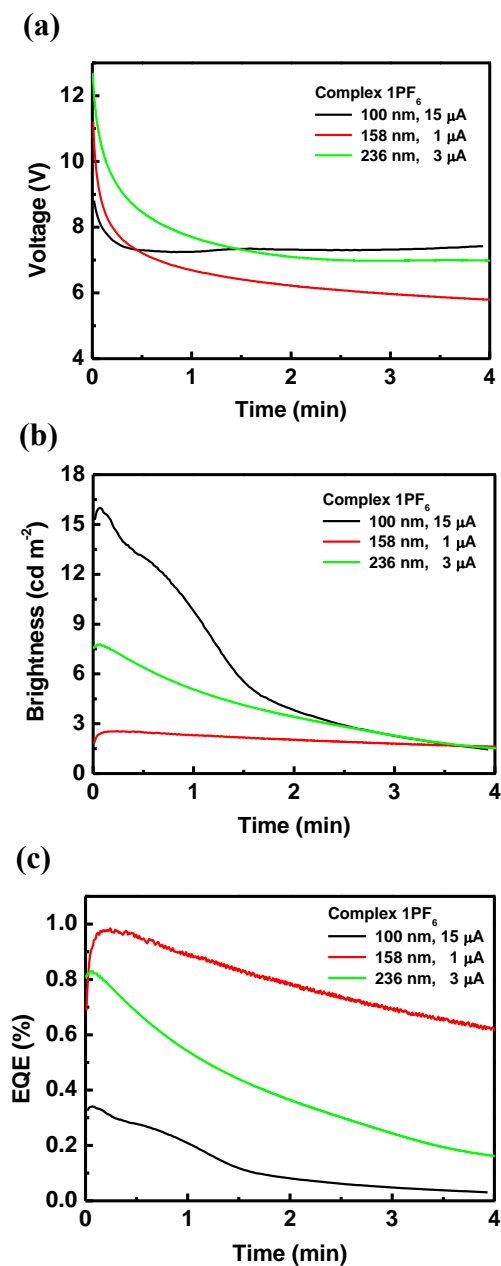 (a)
12
10
8
6
4
Voltage (V)
Complex 1PF₆
100 nm, 15 μA
158 nm, 1 μA
236 nm, 3 μA
0 1 2 3 4
Time (min)
(b)
18
15
12
9
6
3
0
Brightness (cd m⁻²)
Complex 1PF₆
100 nm, 15 μA
158 nm, 1 μA
236 nm, 3 μA
0 1 2 3 4
Time (min)
(c)
1.0
0.8
0.6
0.4
0.2
0.0
EQE (%)
Complex 1PF₆
100 nm, 15 μA
158 nm, 1 μA
236 nm, 3 μA
0 1 2 3 4
Time (min)